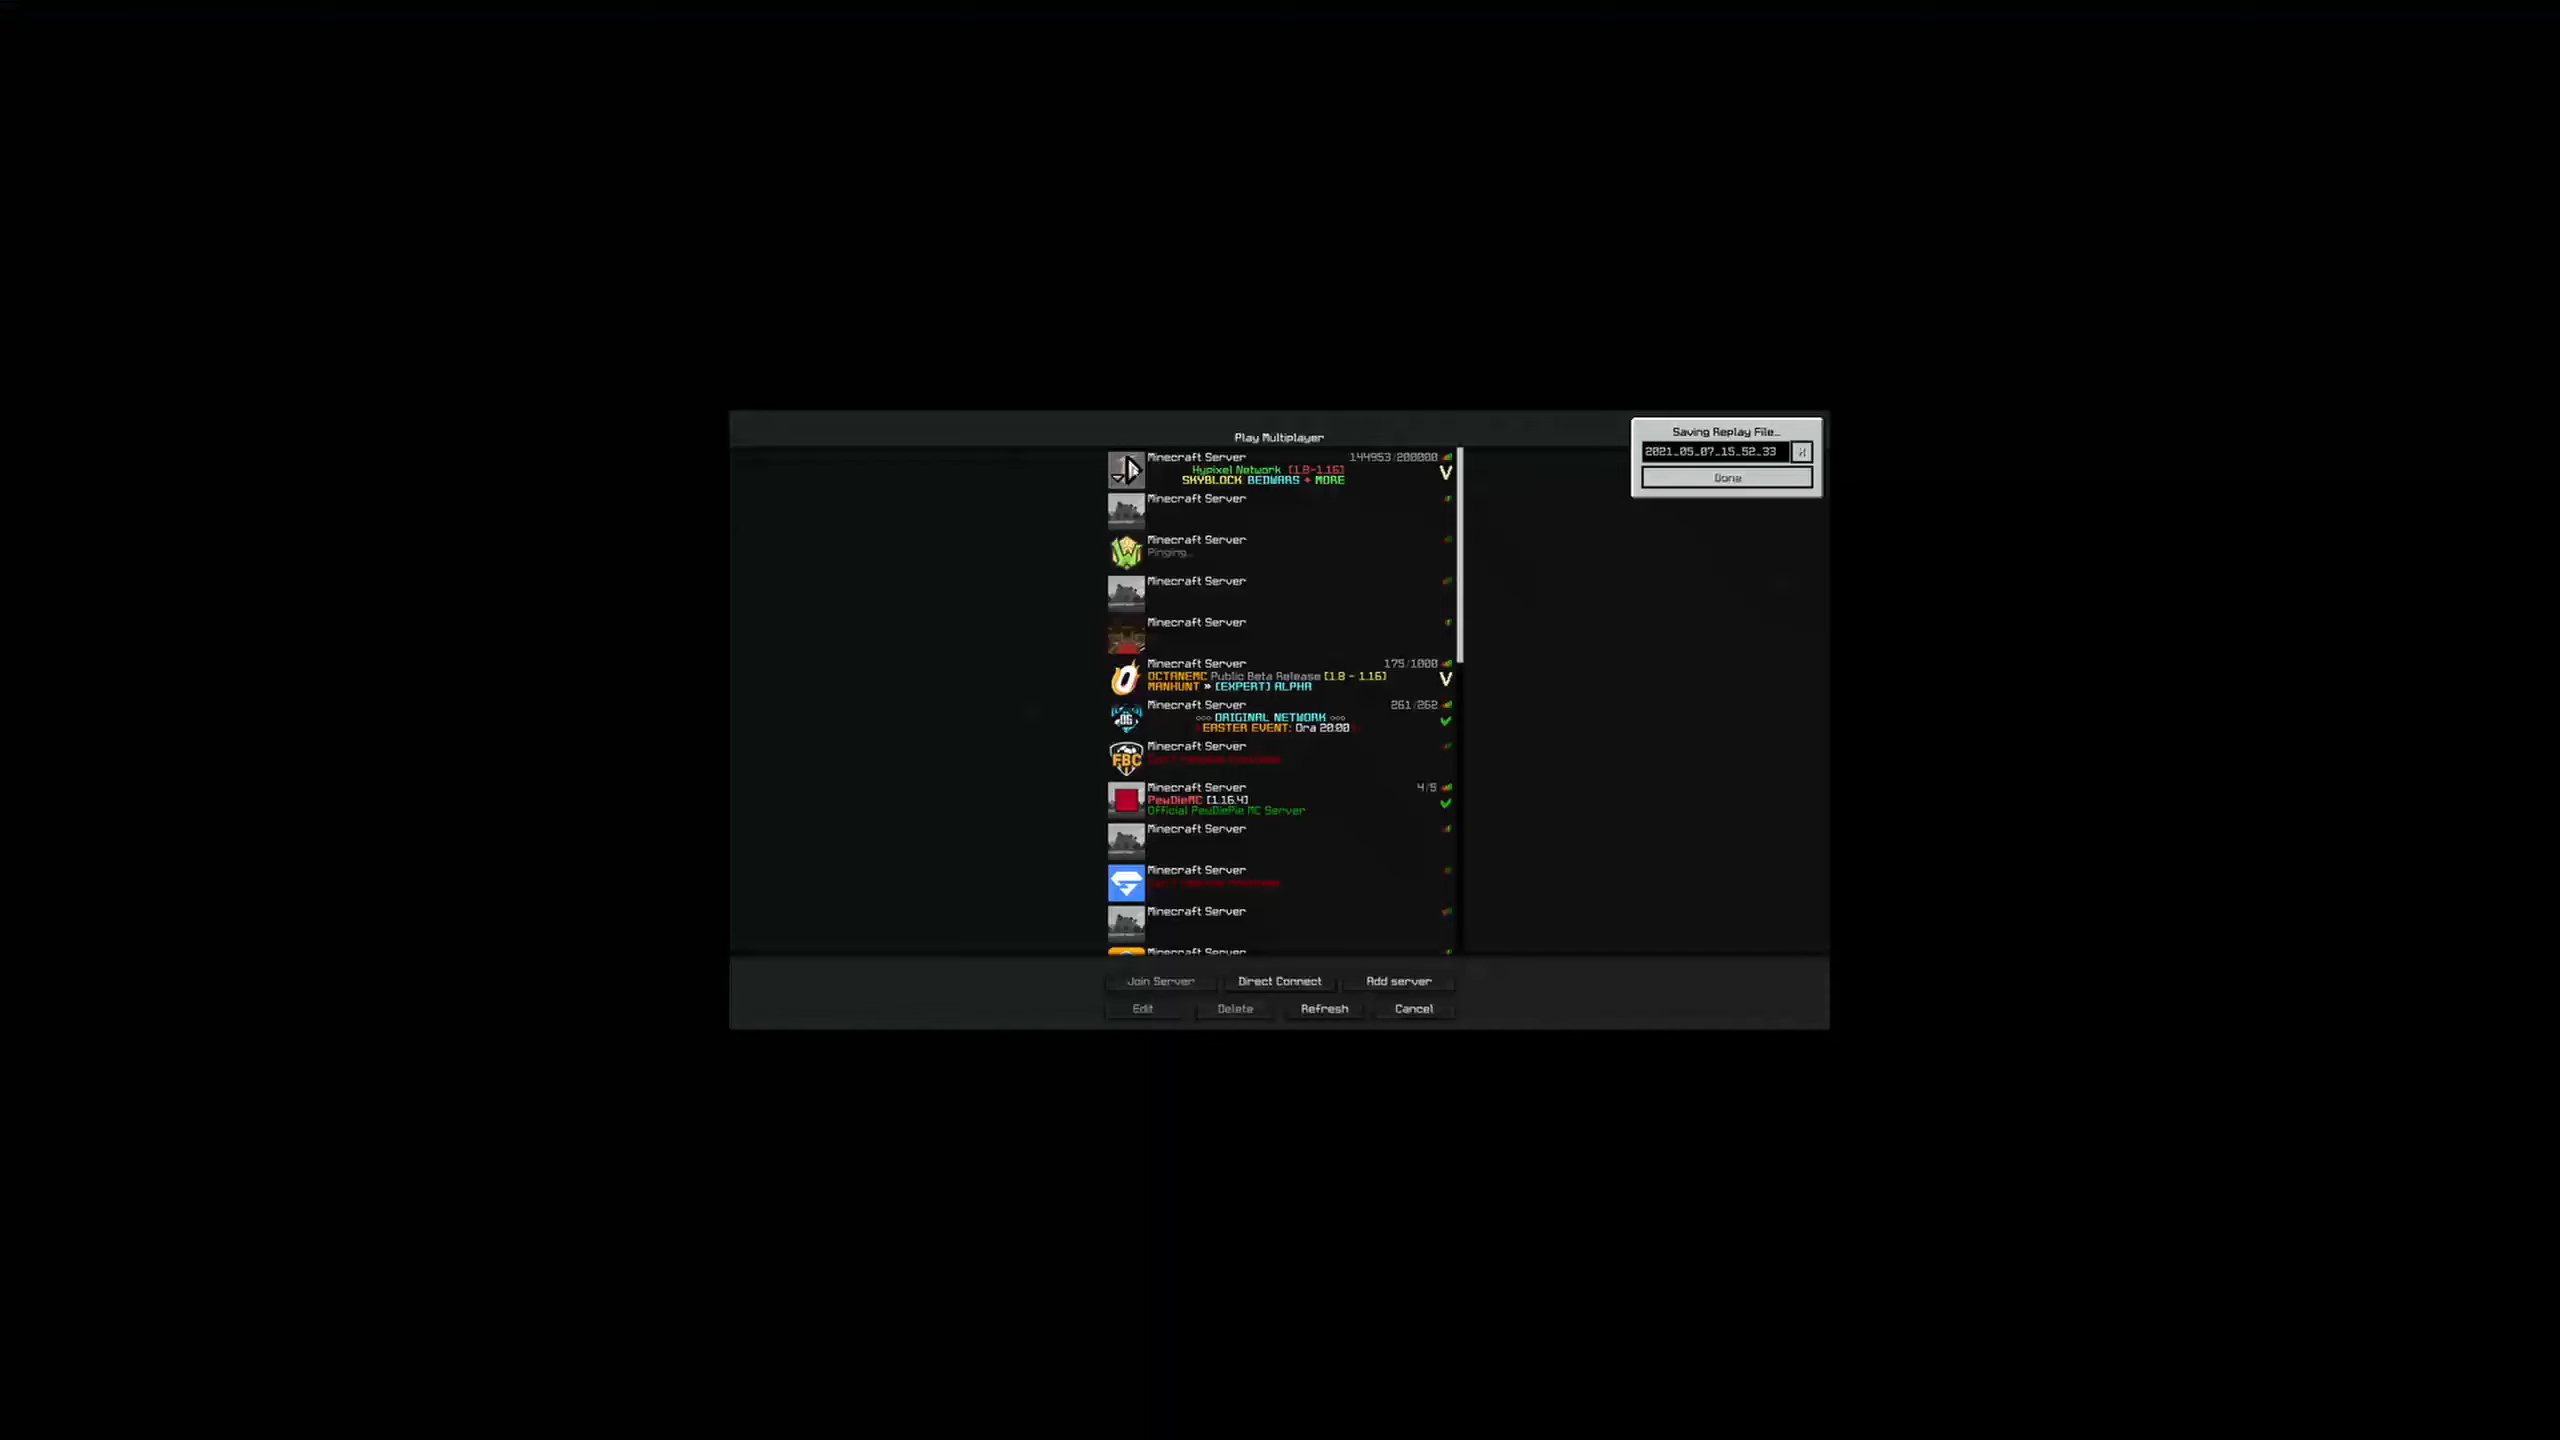 Play Multiplayer
Saving Replay File...
2021_05_07_15_52_33
X
Done
Minecraft Server 144953/200000
Hypixel Network [1.8-1.16]
SKYBLOCK BEDWARS + MORE
V
Minecraft Server
Minecraft Server
Pinging...
Minecraft Server
Minecraft Server
Minecraft Server 175/1000
OCTANEMC Public Beta Release [1.8 - 1.16]
MANHUNT » [EXPERT] ALPHA
V
Minecraft Server 261/262
OG
ORIGINAL NETWORK
EASTER EVENT: Ora 20:00
Minecraft Server
FBC
Minecraft Server 4/5
PewDieMC [1.16.4]
Official PewDiePie MC Server
Minecraft Server
Minecraft Server
Minecraft Server
Minecraft Server
Join Server Direct Connect Add server
Edit Delete Refresh Cancel